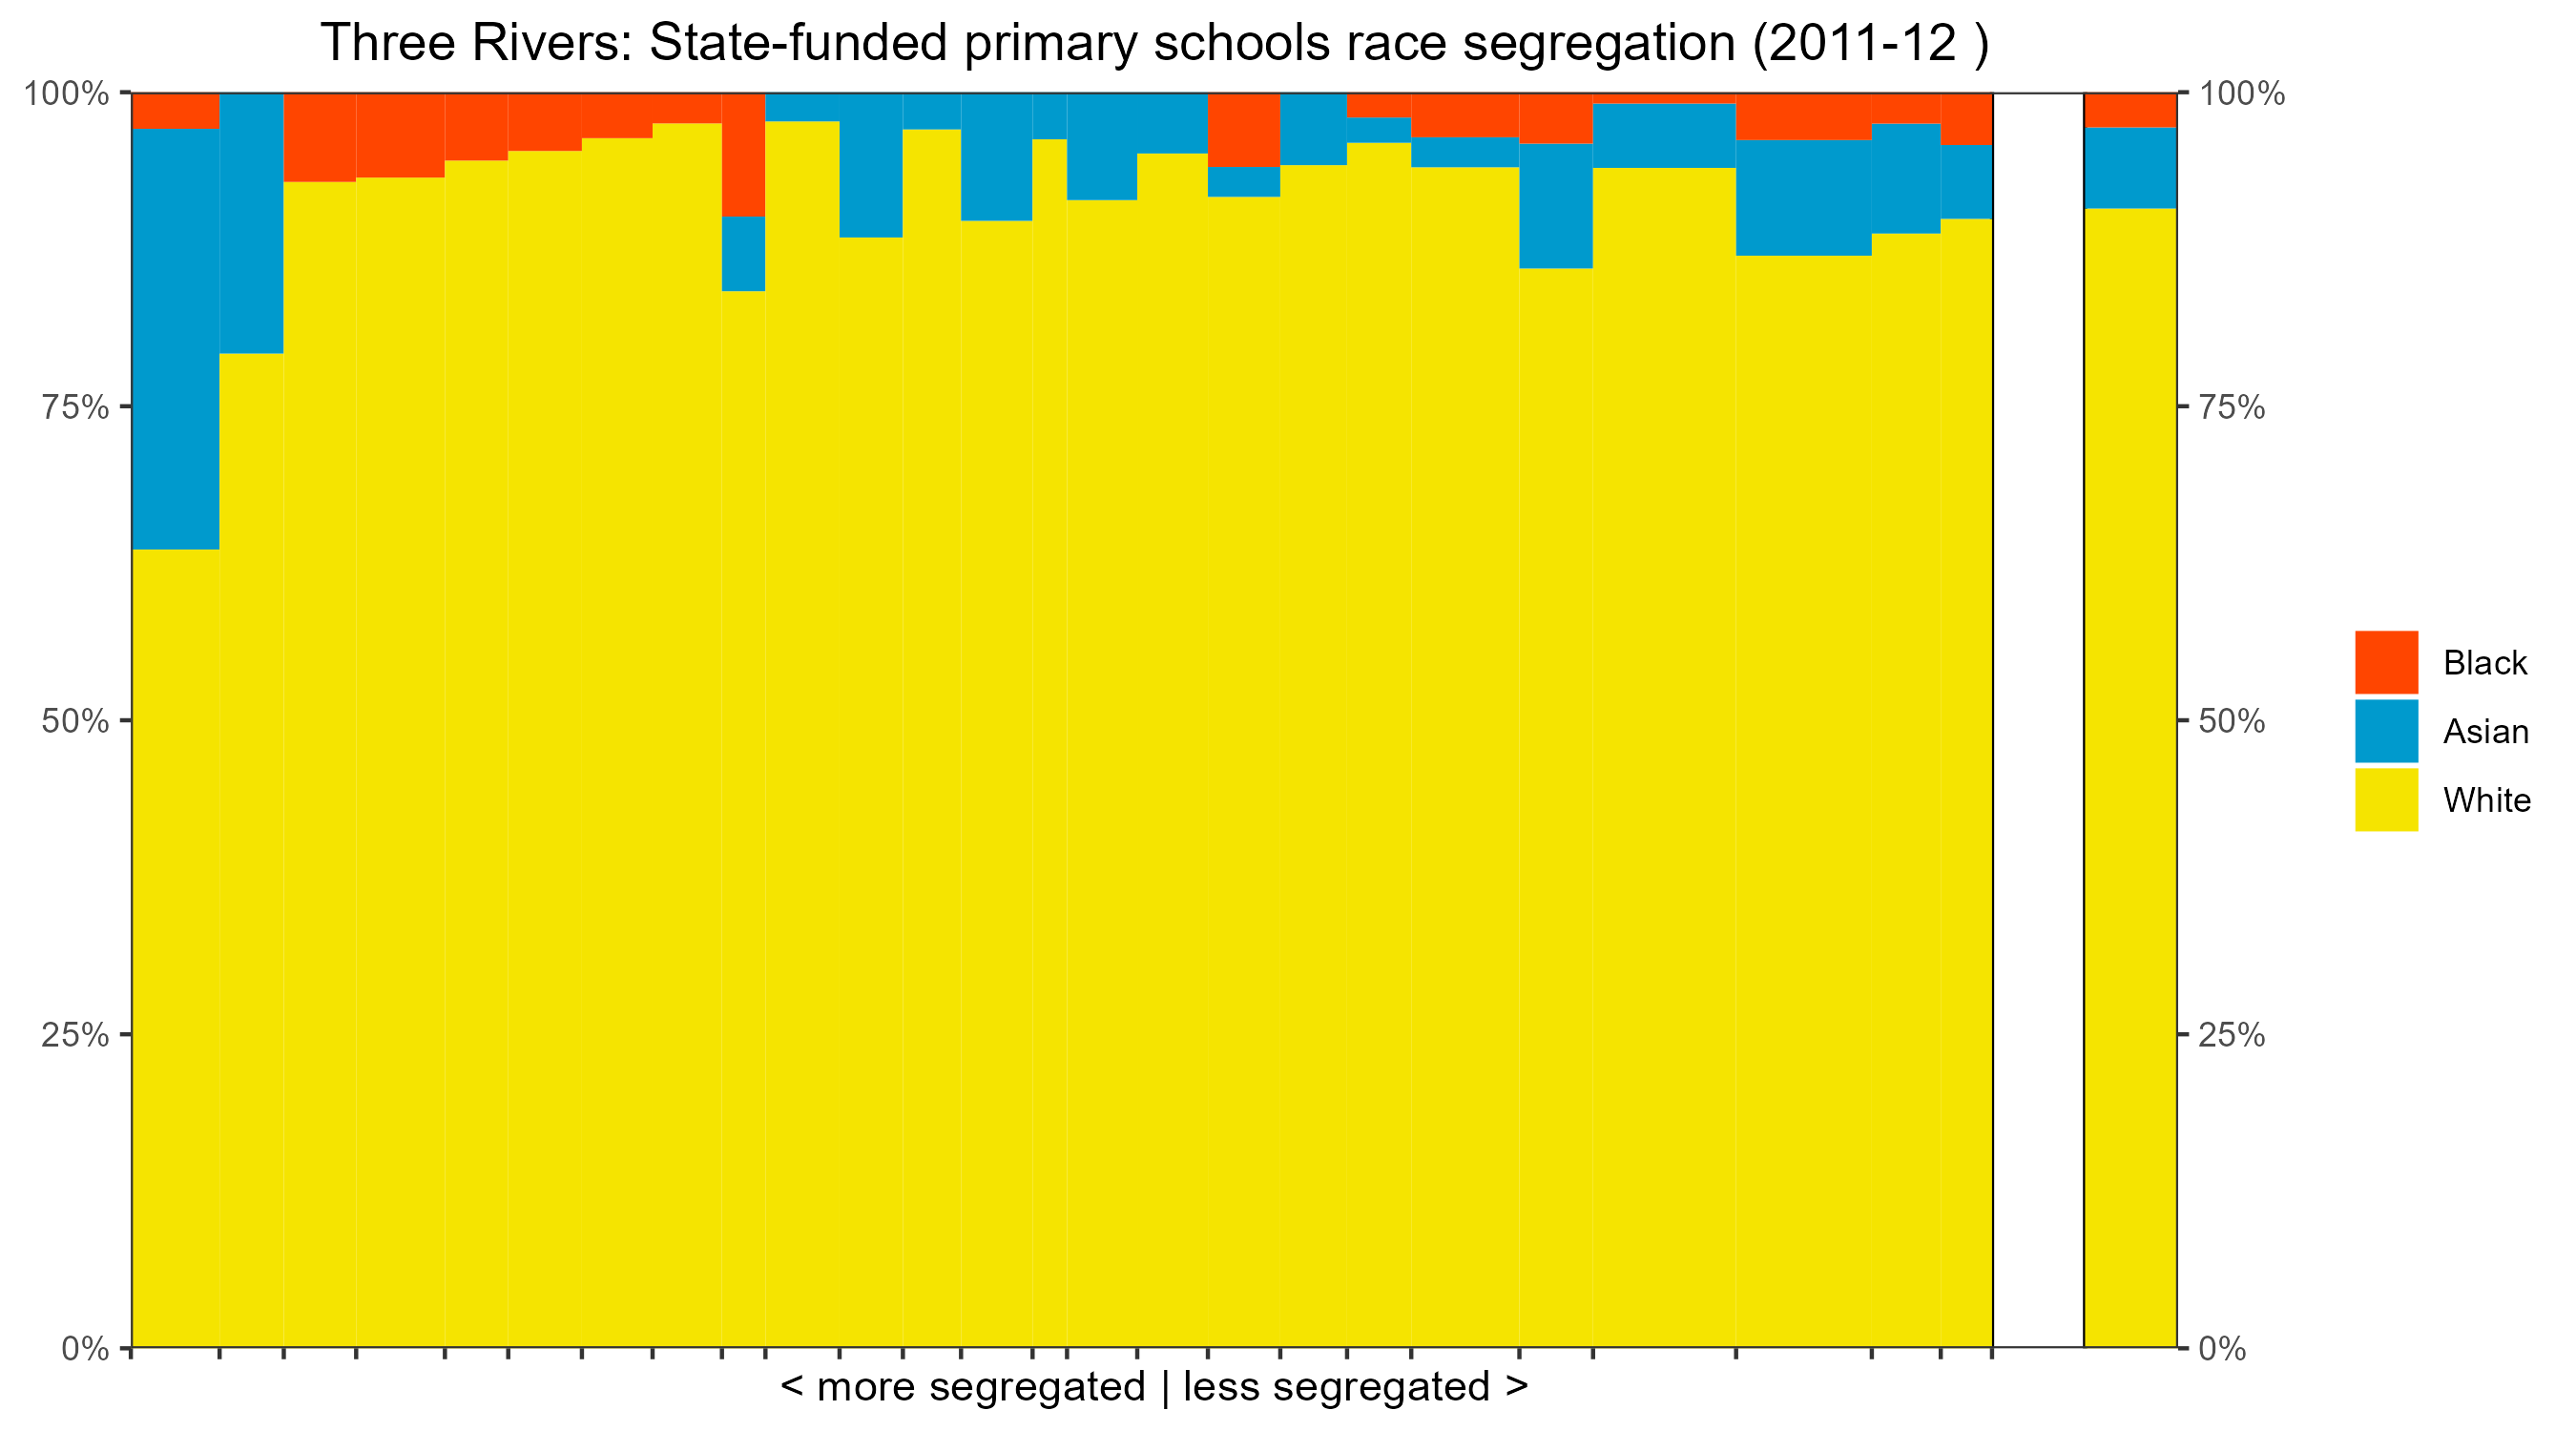 Three Rivers: State-funded primary schools race segregation (2011-12 )
100%
75%
50%
25%
0%
100%
75%
50%
25%
0%
Black
Asian
White
< more segregated | less segregated >